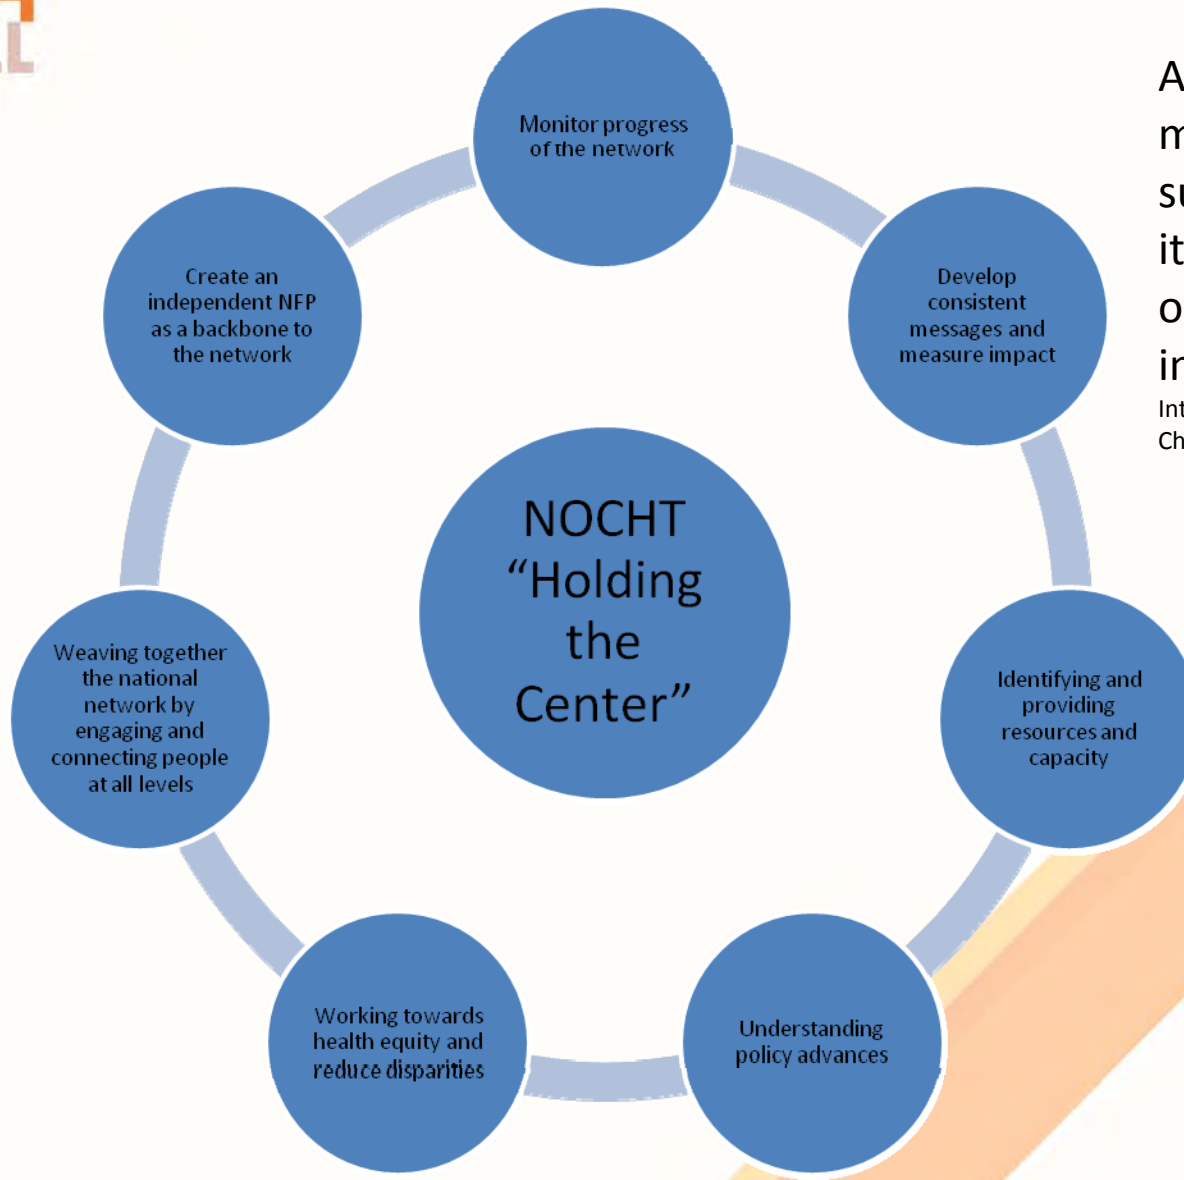 Monitor progress
of the network
Develop
consistent
messages and
measure impact
Identifying and
providing
resources and
capacity
Understanding
policy advances
Working towards
health equity and
reduce disparities
Weaving together
the national
network by
engaging and
connecting people
at all levels
Create an
independent NFP
as a backbone to
the network
NOCHT
“Holding
the
Center”